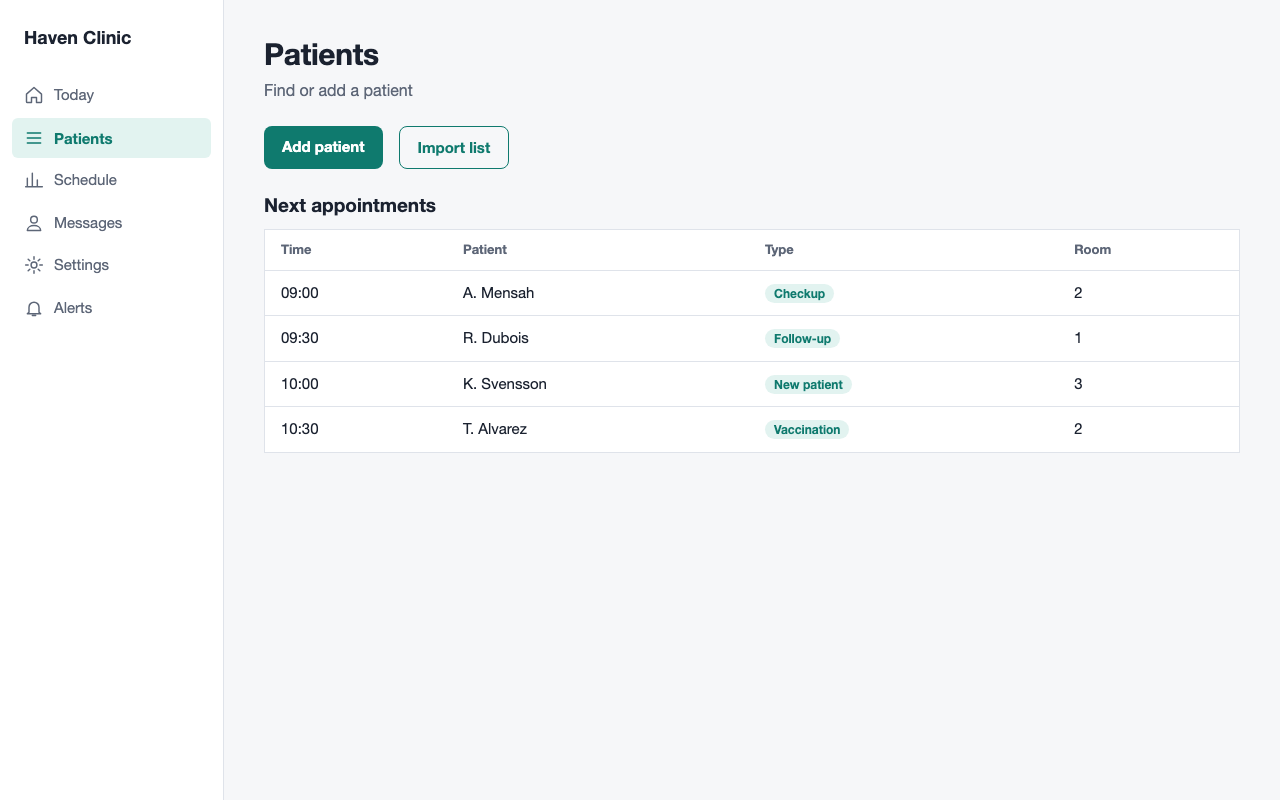 Haven Clinic
Today
Patients
Schedule
Messages
Settings
Alerts
Patients
Find or add a patient
Add patient Import list
Next appointments
Time Patient Type Room
09:00 A. Mensah Checkup 2
09:30 R. Dubois Follow-up 1
10:00 K. Svensson New patient 3
10:30 T. Alvarez Vaccination 2